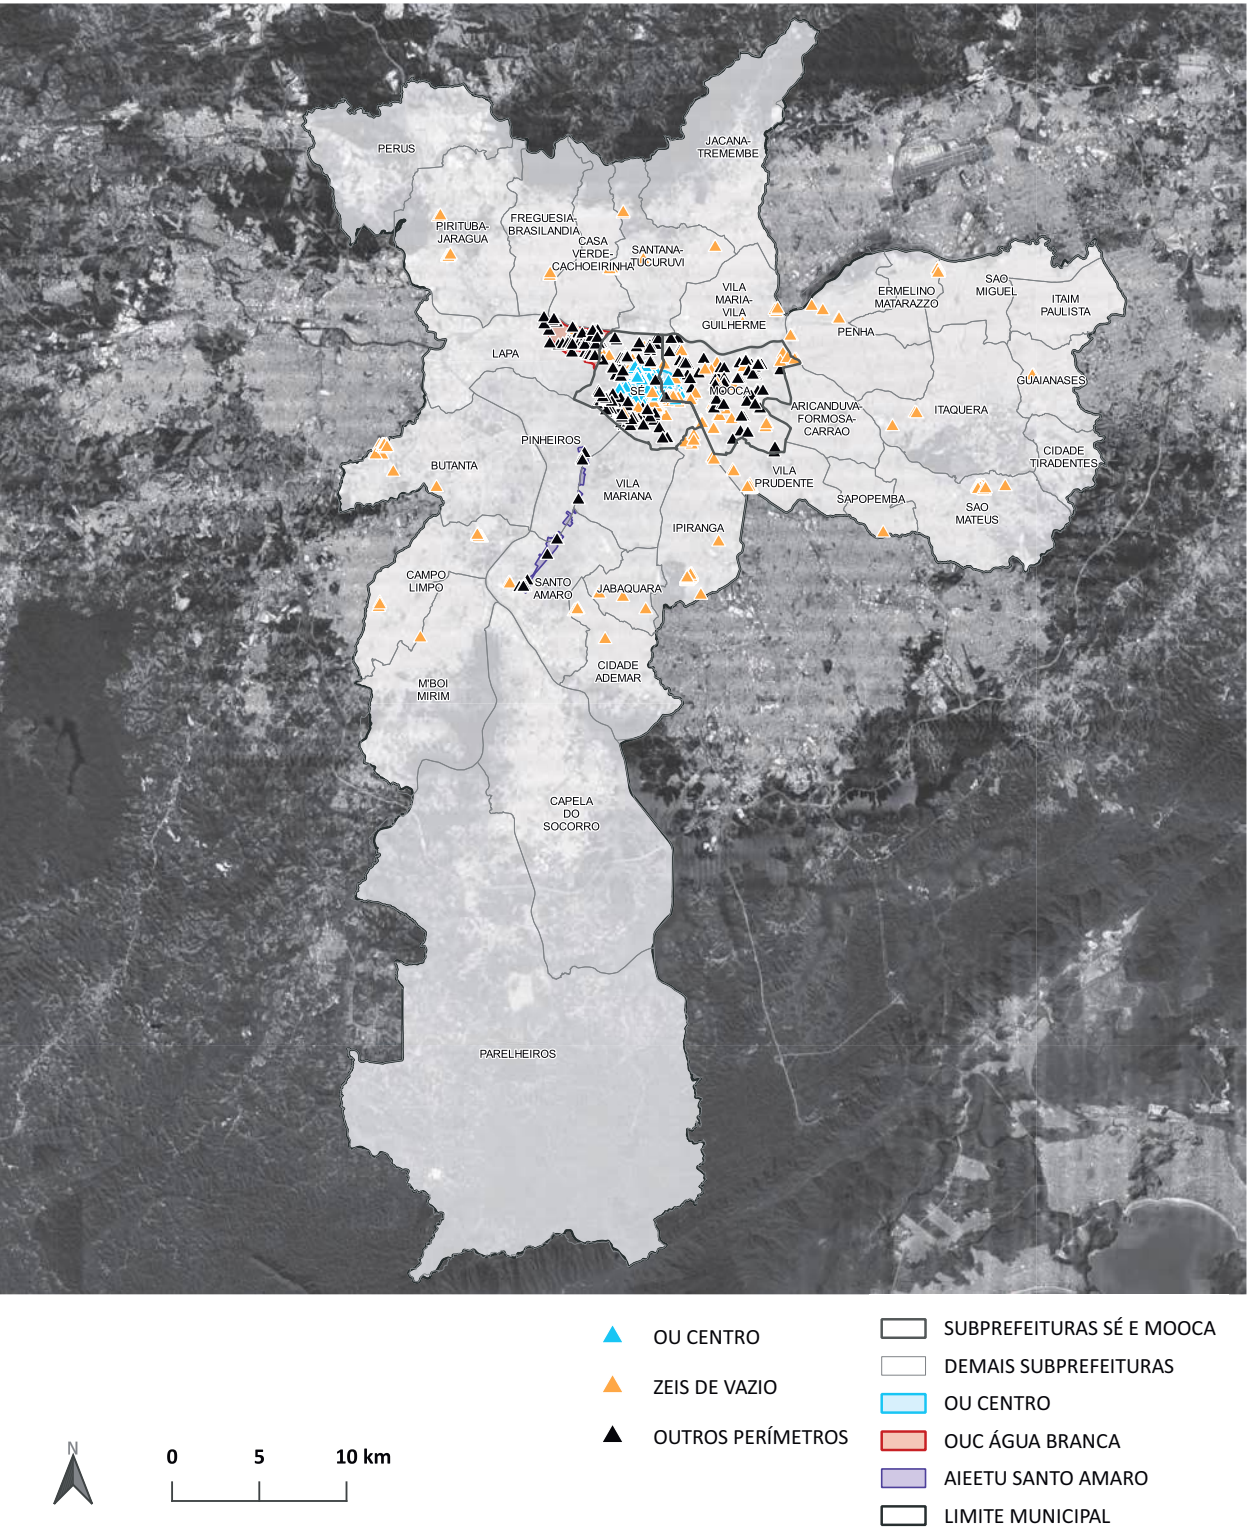 JACANA-
TREMEMBE
PERUS
PIRITUBA-
JARAGUA
FREGUESIA-
BRASILANDIA
CASA
VERDE-
CACHOEIRINHA
SANTANA-
TUCURUVI
VILA
MARIA-
VILA
GUILHERME
ERMELINO
MATARAZZO
SAO
MIGUEL
ITAIM
PAULISTA
PENHA
LAPA
SÉ
MOOCA
GUAIANASES
ARICANDUVA-
FORMOSA-
CARRAO
ITAQUERA
PINHEIROS
BUTANTA
VILA
MARIANA
VILA
PRUDENTE
SAPOPEMBA
CIDADE
TIRADENTES
SAO
MATEUS
IPIRANGA
CAMPO
LIMPO
SANTO
AMARO
JABAQUARA
CIDADE
ADEMAR
M'BOI
MIRIM
CAPELA
DO
SOCORRO
PARELHEIROS
N
0 5 10 km
OU CENTRO
ZEIS DE VAZIO
OUTROS PERÍMETROS
SUBPREFEITURAS SÉ E MOOCA
DEMAIS SUBPREFEITURAS
OU CENTRO
OUC ÁGUA BRANCA
AIEETU SANTO AMARO
LIMITE MUNICIPAL